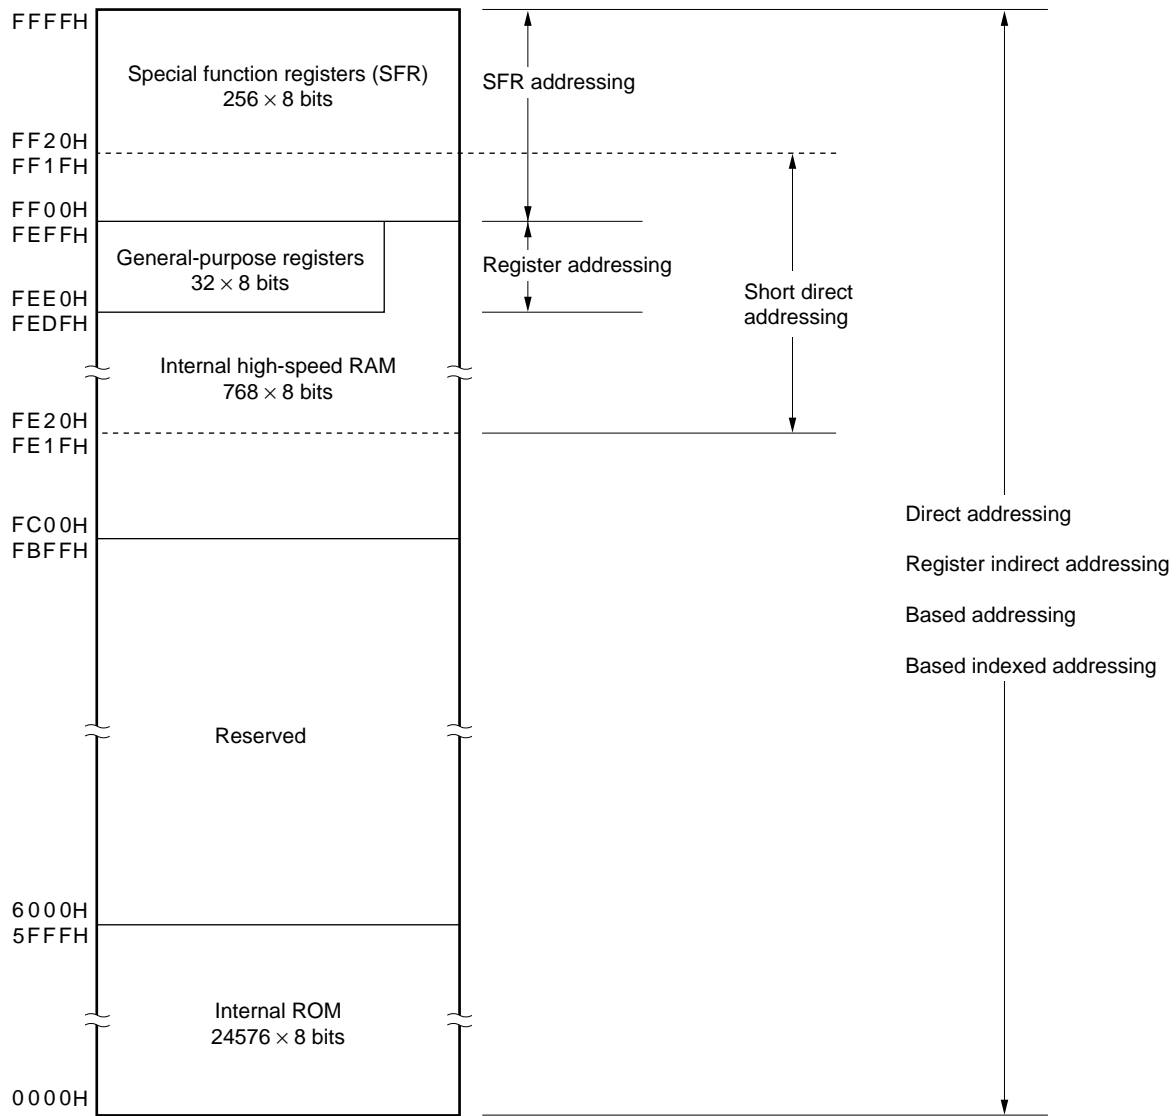 FFFFH
Special function registers (SFR)
256 × 8 bits
SFR addressing
FF20H
FF1FH
FF00H
FEFFH
General-purpose registers
32 × 8 bits
Register addressing
Short direct
addressing
FEE0H
FEDFH
Internal high-speed RAM
768 × 8 bits
FE20H
FE1FH
FC00H
FBFFH
Direct addressing
Register indirect addressing
Based addressing
Based indexed addressing
Reserved
6000H
5FFFH
Internal ROM
24576 × 8 bits
0000H